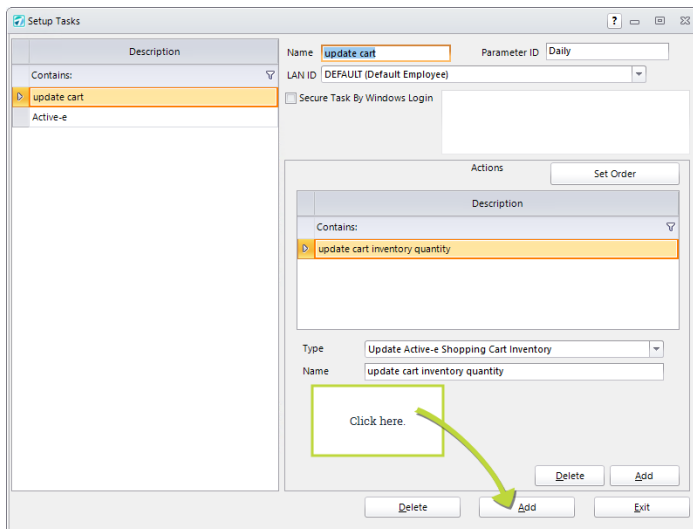 Setup Tasks
?
Description
Contains:
update cart
Active-e
Name update cart Parameter ID Daily
LAN ID DEFAULT (Default Employee)
Secure Task By Windows Login
Actions Set Order
Description
Contains:
update cart inventory quantity
Type Update Active-e Shopping Cart Inventory
Name update cart inventory quantity
Click here.
Delete Add
Delete Add Exit